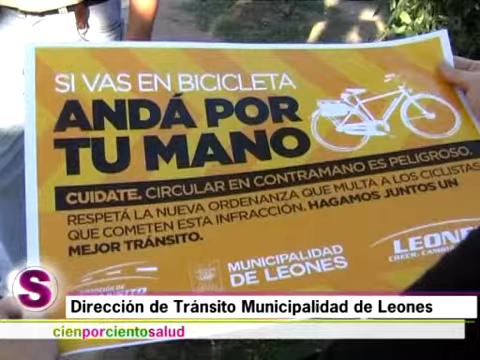 SI VAS EN BICICLETA
ANDÁ POR
TU MANO
CUIDATE. CIRCULAR EN CONTRAMANO ES PELIGROSO.
RESPETÁ LA NUEVA ORDENANZA QUE MULTA A LOS CICLISTAS
QUE COMETEN ESTA INFRACCIÓN. HAGAMOS JUNTOS UN
MEJOR TRÁNSITO.
MUNICIPALIDAD
DE LEONES
S
Dirección de Tránsito Municipalidad de Leones
cienporcientosalud